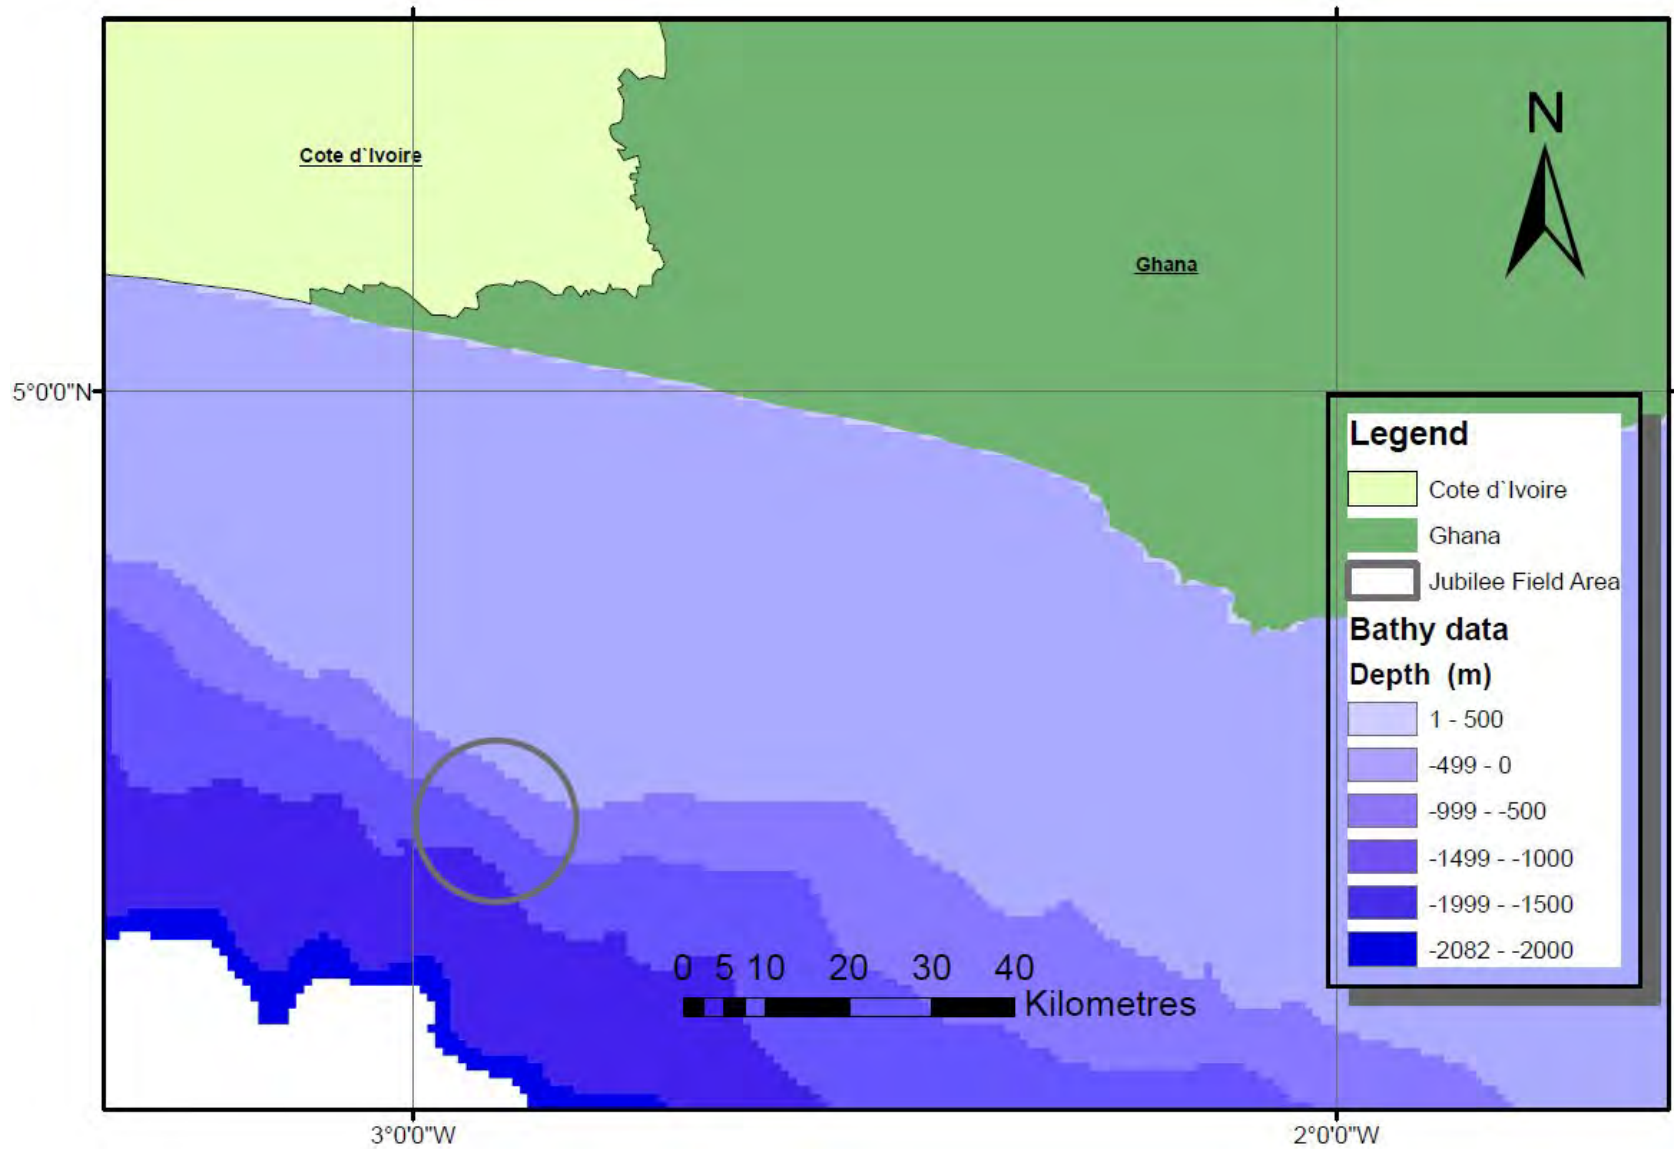 Cote d`Ivoire
N
Ghana
5°0'0"N
Legend
Cote d`Ivoire
Ghana
Jubilee Field Area
Bathy data
Depth (m)
1 - 500
-499 - 0
-999 - -500
-1499 - -1000
-1999 - -1500
-2082 - -2000
0 5 10 20 30 40
Kilometres
3°0'0"W 2°0'0"W